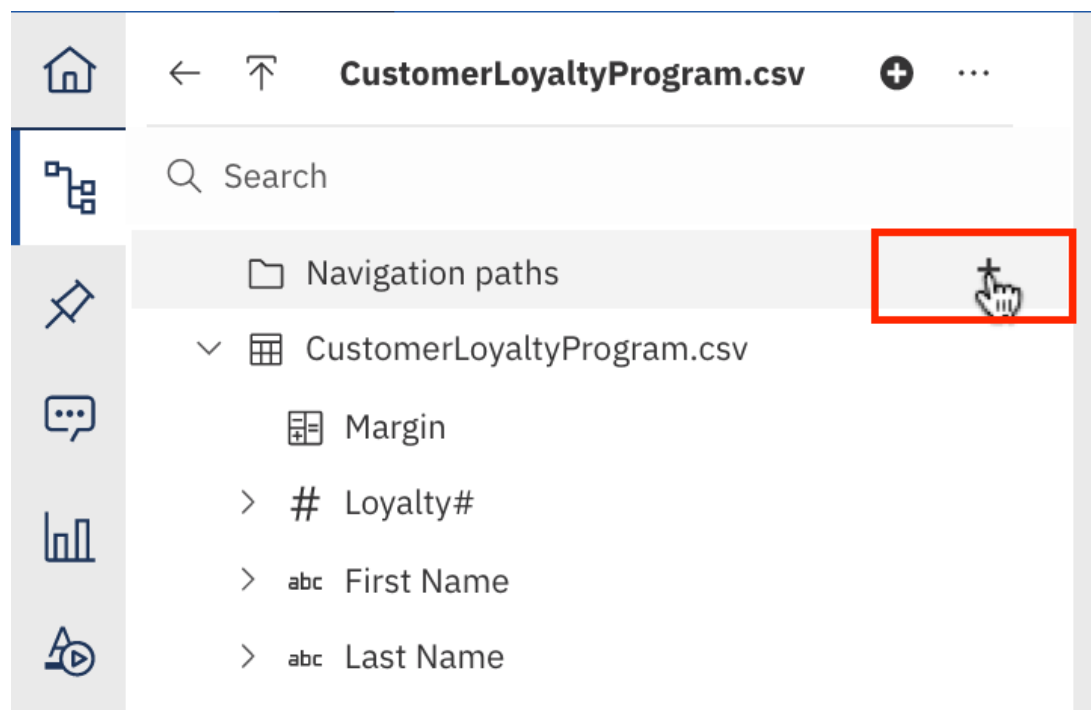 CustomerLoyaltyProgram.csv
Search
Navigation paths
CustomerLoyaltyProgram.csv
Margin
# Loyalty#
abc First Name
abc Last Name